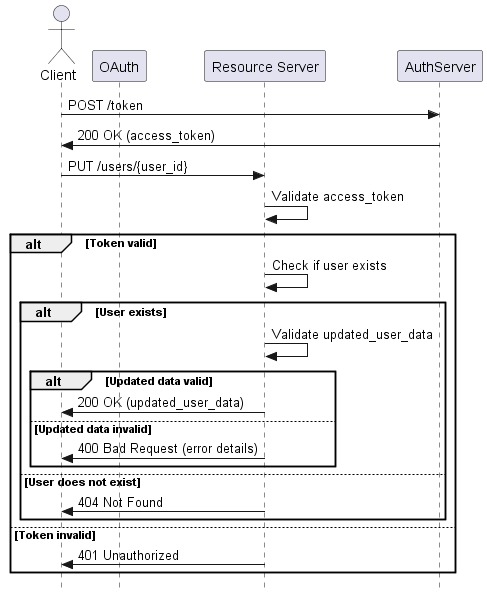 Client
OAuth
Resource Server
AuthServer
POST /token
200 OK (access_token)
PUT /users/{user_id}
Validate access_token
alt
[Token valid]
Check if user exists
alt
[User exists]
Validate updated_user_data
alt
[Updated data valid]
200 OK (updated_user_data)
[Updated data invalid]
400 Bad Request (error details)
[User does not exist]
404 Not Found
[Token invalid]
401 Unauthorized